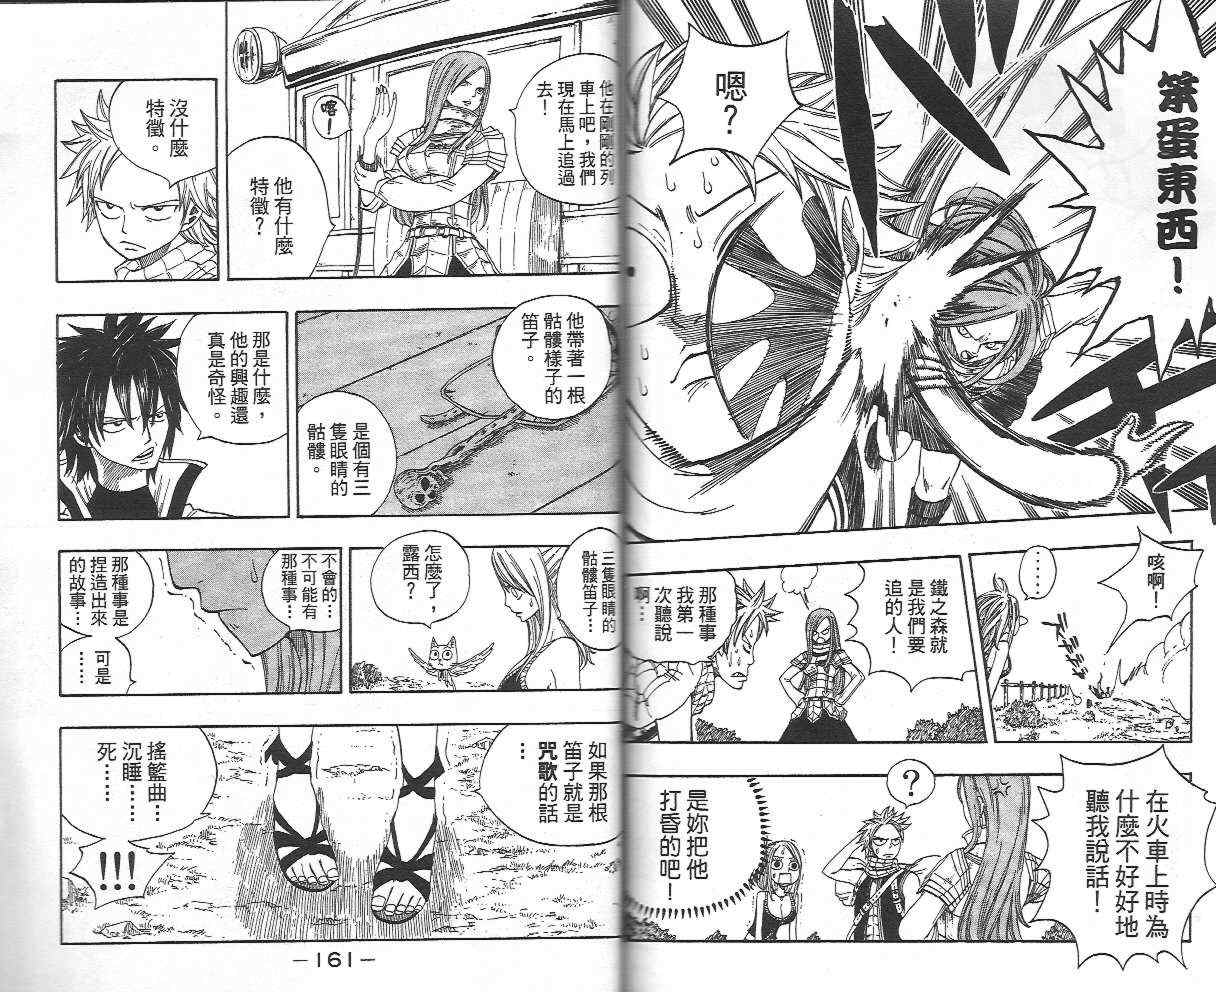 笨蛋東西！
嗯？
咳啊！
……
鐵之森就
是我們要
追的人！
那種事
我第一
次聽說
啊…
在火車上時為
什麼不好好地
聽我說話！
？
是妳把他
打昏的吧！
他在剛剛的列
車上吧，我們
現在馬上追過
去！
喀！
他有什麼
特徵？
沒什麼
特徵。
他帶著一根
骷髏樣子的
笛子。
是個有三
隻眼睛的
骷髏。
那是什麼，
他的興趣還
真是奇怪。
三隻眼睛的
骷髏笛子…
怎麼了，
露西？
不會的…
不可能有
那種事…
那種事是
捏造出來
的故事…
可是
……
如果那根
笛子就是
咒歌的話
…
搖籃曲…
沉睡……
死……
!!!
－161－